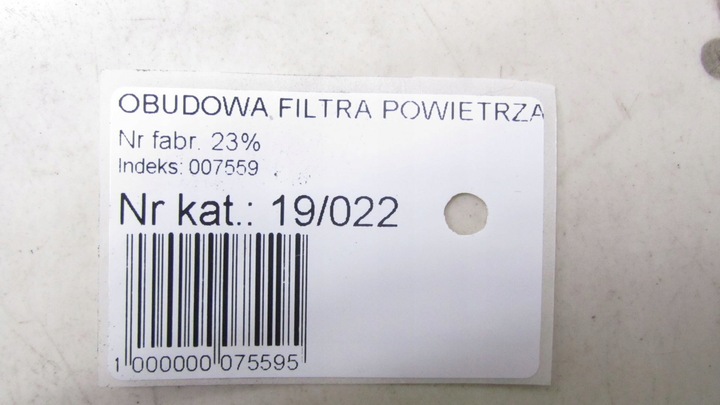 OBUDOWA FILTRA POWIETRZA
Nr fabr. 23%
Indeks: 007559
Nr kat.: 19/022
1 000000 075595